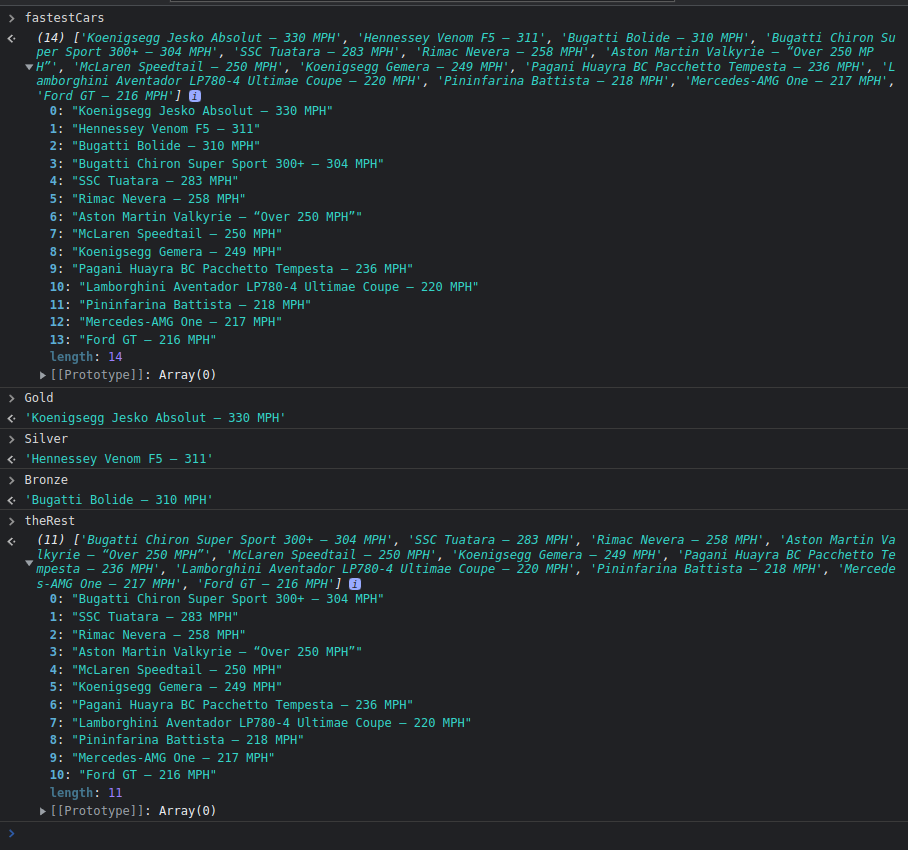 fastestCars
(14) ['Koenigsegg Jesko Absolut – 330 MPH', 'Hennessey Venom F5 – 311', 'Bugatti Bolide – 310 MPH', 'Bugatti Chiron Su
per Sport 300+ – 304 MPH', 'SSC Tuatara – 283 MPH', 'Rimac Nevera – 258 MPH', 'Aston Martin Valkyrie – “Over 250 MP
H”', 'McLaren Speedtail – 250 MPH', 'Koenigsegg Gemera – 249 MPH', 'Pagani Huayra BC Pacchetto Tempesta – 236 MPH', 'L
amborghini Aventador LP780-4 Ultimae Coupe – 220 MPH', 'Pininfarina Battista – 218 MPH', 'Mercedes-AMG One – 217 MPH',
'Ford GT – 216 MPH'] i
0: "Koenigsegg Jesko Absolut – 330 MPH"
1: "Hennessey Venom F5 – 311"
2: "Bugatti Bolide – 310 MPH"
3: "Bugatti Chiron Super Sport 300+ – 304 MPH"
4: "SSC Tuatara – 283 MPH"
5: "Rimac Nevera – 258 MPH"
6: "Aston Martin Valkyrie – “Over 250 MPH”"
7: "McLaren Speedtail – 250 MPH"
8: "Koenigsegg Gemera – 249 MPH"
9: "Pagani Huayra BC Pacchetto Tempesta – 236 MPH"
10: "Lamborghini Aventador LP780-4 Ultimae Coupe – 220 MPH"
11: "Pininfarina Battista – 218 MPH"
12: "Mercedes-AMG One – 217 MPH"
13: "Ford GT – 216 MPH"
length: 14
[[Prototype]]: Array(0)
Gold
'Koenigsegg Jesko Absolut – 330 MPH'
Silver
'Hennessey Venom F5 – 311'
Bronze
'Bugatti Bolide – 310 MPH'
theRest
(11) ['Bugatti Chiron Super Sport 300+ – 304 MPH', 'SSC Tuatara – 283 MPH', 'Rimac Nevera – 258 MPH', 'Aston Martin Va
lkyrie – “Over 250 MPH”', 'McLaren Speedtail – 250 MPH', 'Koenigsegg Gemera – 249 MPH', 'Pagani Huayra BC Pacchetto Te
mpesta – 236 MPH', 'Lamborghini Aventador LP780-4 Ultimae Coupe – 220 MPH', 'Pininfarina Battista – 218 MPH', 'Mercede
s-AMG One – 217 MPH', 'Ford GT – 216 MPH'] i
0: "Bugatti Chiron Super Sport 300+ – 304 MPH"
1: "SSC Tuatara – 283 MPH"
2: "Rimac Nevera – 258 MPH"
3: "Aston Martin Valkyrie – “Over 250 MPH”"
4: "McLaren Speedtail – 250 MPH"
5: "Koenigsegg Gemera – 249 MPH"
6: "Pagani Huayra BC Pacchetto Tempesta – 236 MPH"
7: "Lamborghini Aventador LP780-4 Ultimae Coupe – 220 MPH"
8: "Pininfarina Battista – 218 MPH"
9: "Mercedes-AMG One – 217 MPH"
10: "Ford GT – 216 MPH"
length: 11
[[Prototype]]: Array(0)